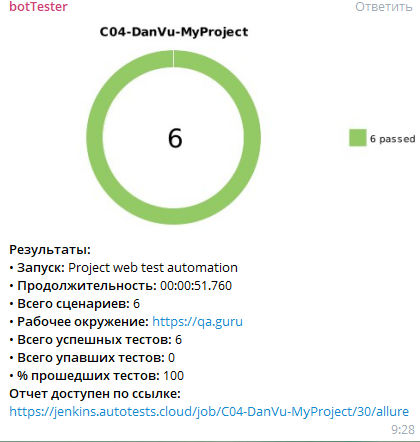 botTester
Ответить
C04-DanVu-MyProject
6
6 passed
Результаты:
• Запуск: Project web test automation
• Продолжительность: 00:00:51.760
• Всего сценариев: 6
• Рабочее окружение: https://qa.guru
• Всего успешных тестов: 6
• Всего упавших тестов: 0
• % прошедших тестов: 100
Отчет доступен по ссылке:
https://jenkins.autotests.cloud/job/C04-DanVu-MyProject/30/allure
9:28